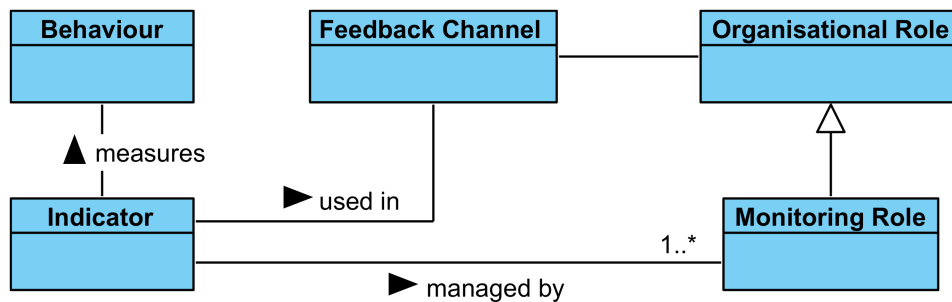 Behaviour
Feedback Channel
Organisational Role
measures
Indicator
used in
Monitoring Role
1..*
managed by